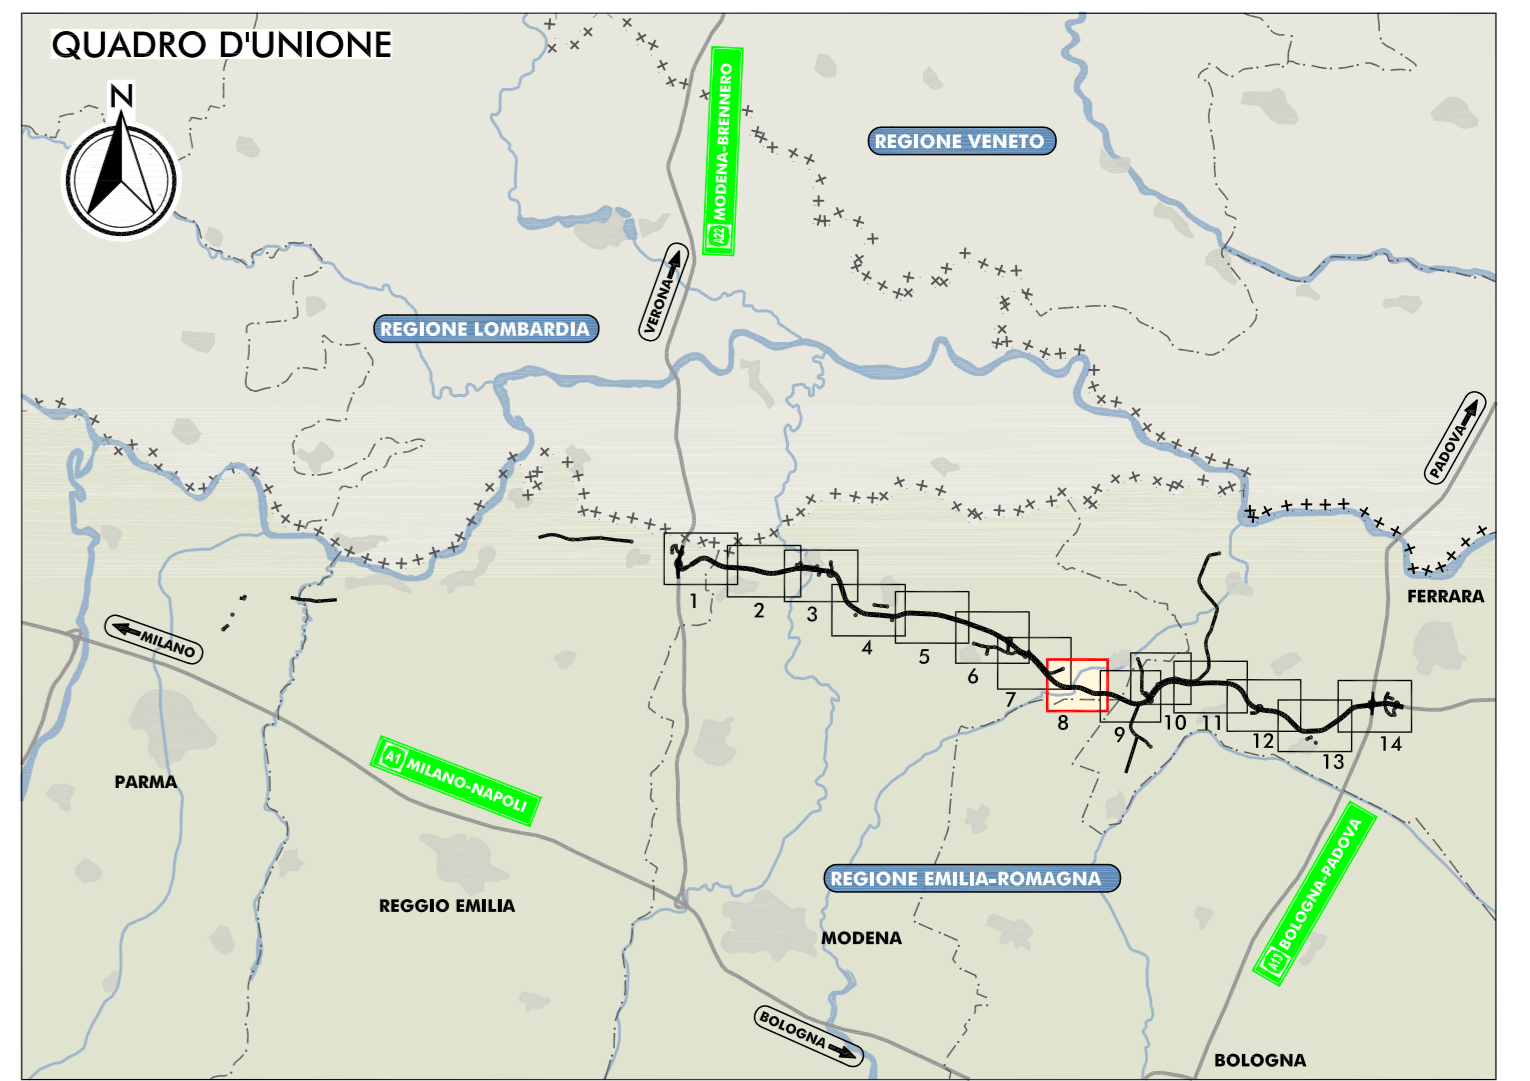 QUADRO D'UNIONE
N
A22 MODENA-BRENNERO
REGIONE VENETO
VERONA
REGIONE LOMBARDIA
PADOVA
FERRARA
MILANO
1
2
3
4
5
6
7
8
9
10
11
12
13
14
PARMA
A1 MILANO-NAPOLI
REGIONE EMILIA-ROMAGNA
A13 BOLOGNA-PADOVA
REGGIO EMILIA
MODENA
BOLOGNA
BOLOGNA